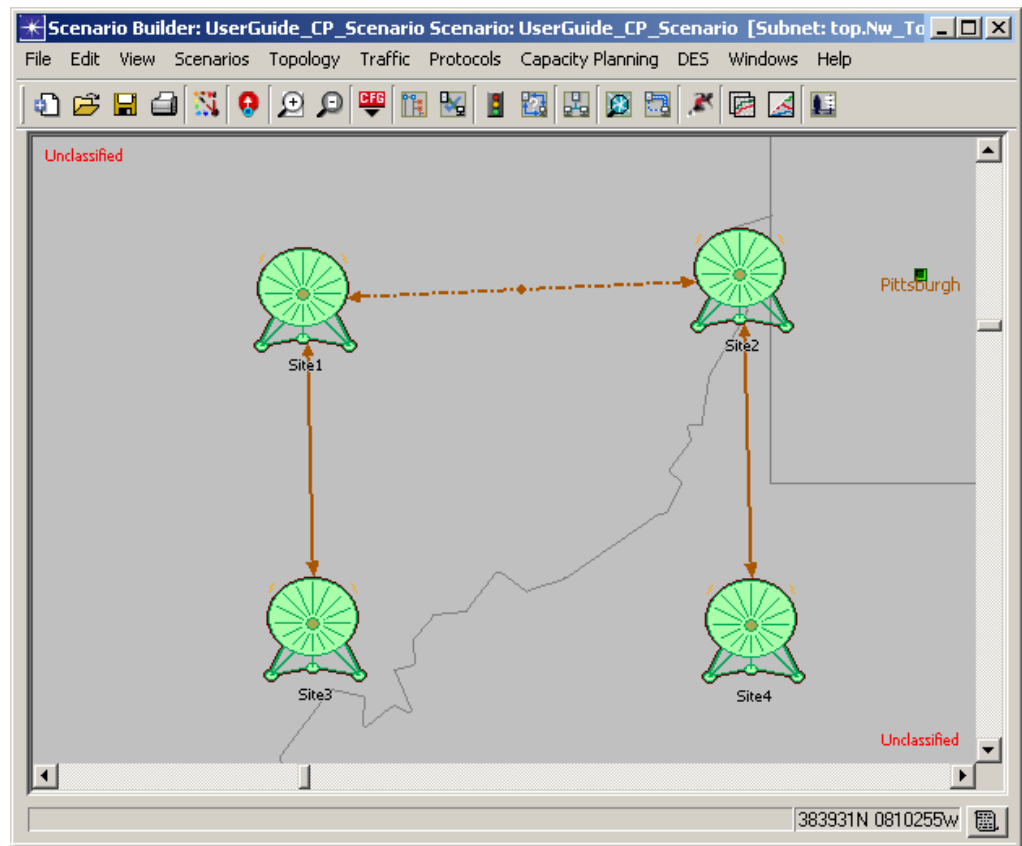 Scenario Builder: UserGuide_CP_Scenario Scenario: UserGuide_CP_Scenario [Subnet: top.Nw_To
File Edit View Scenarios Topology Traffic Protocols Capacity Planning DES Windows Help
CFG
Unclassified
Pittsburgh
Site1
Site2
Site3
Site4
Unclassified
383931N 0810255W